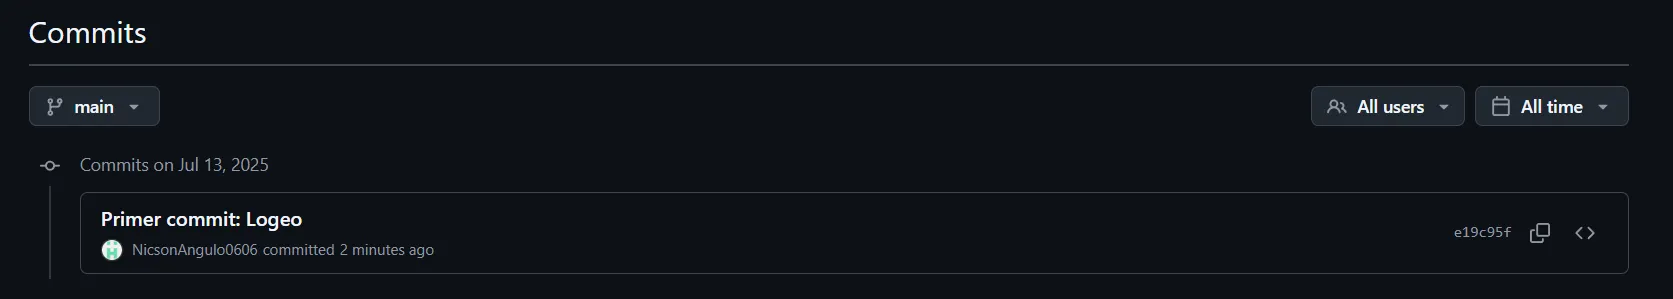 Commits
main
All users
All time
Commits on Jul 13, 2025
Primer commit: Logeo
NicsonAngulo0606 committed 2 minutes ago
e19c95f